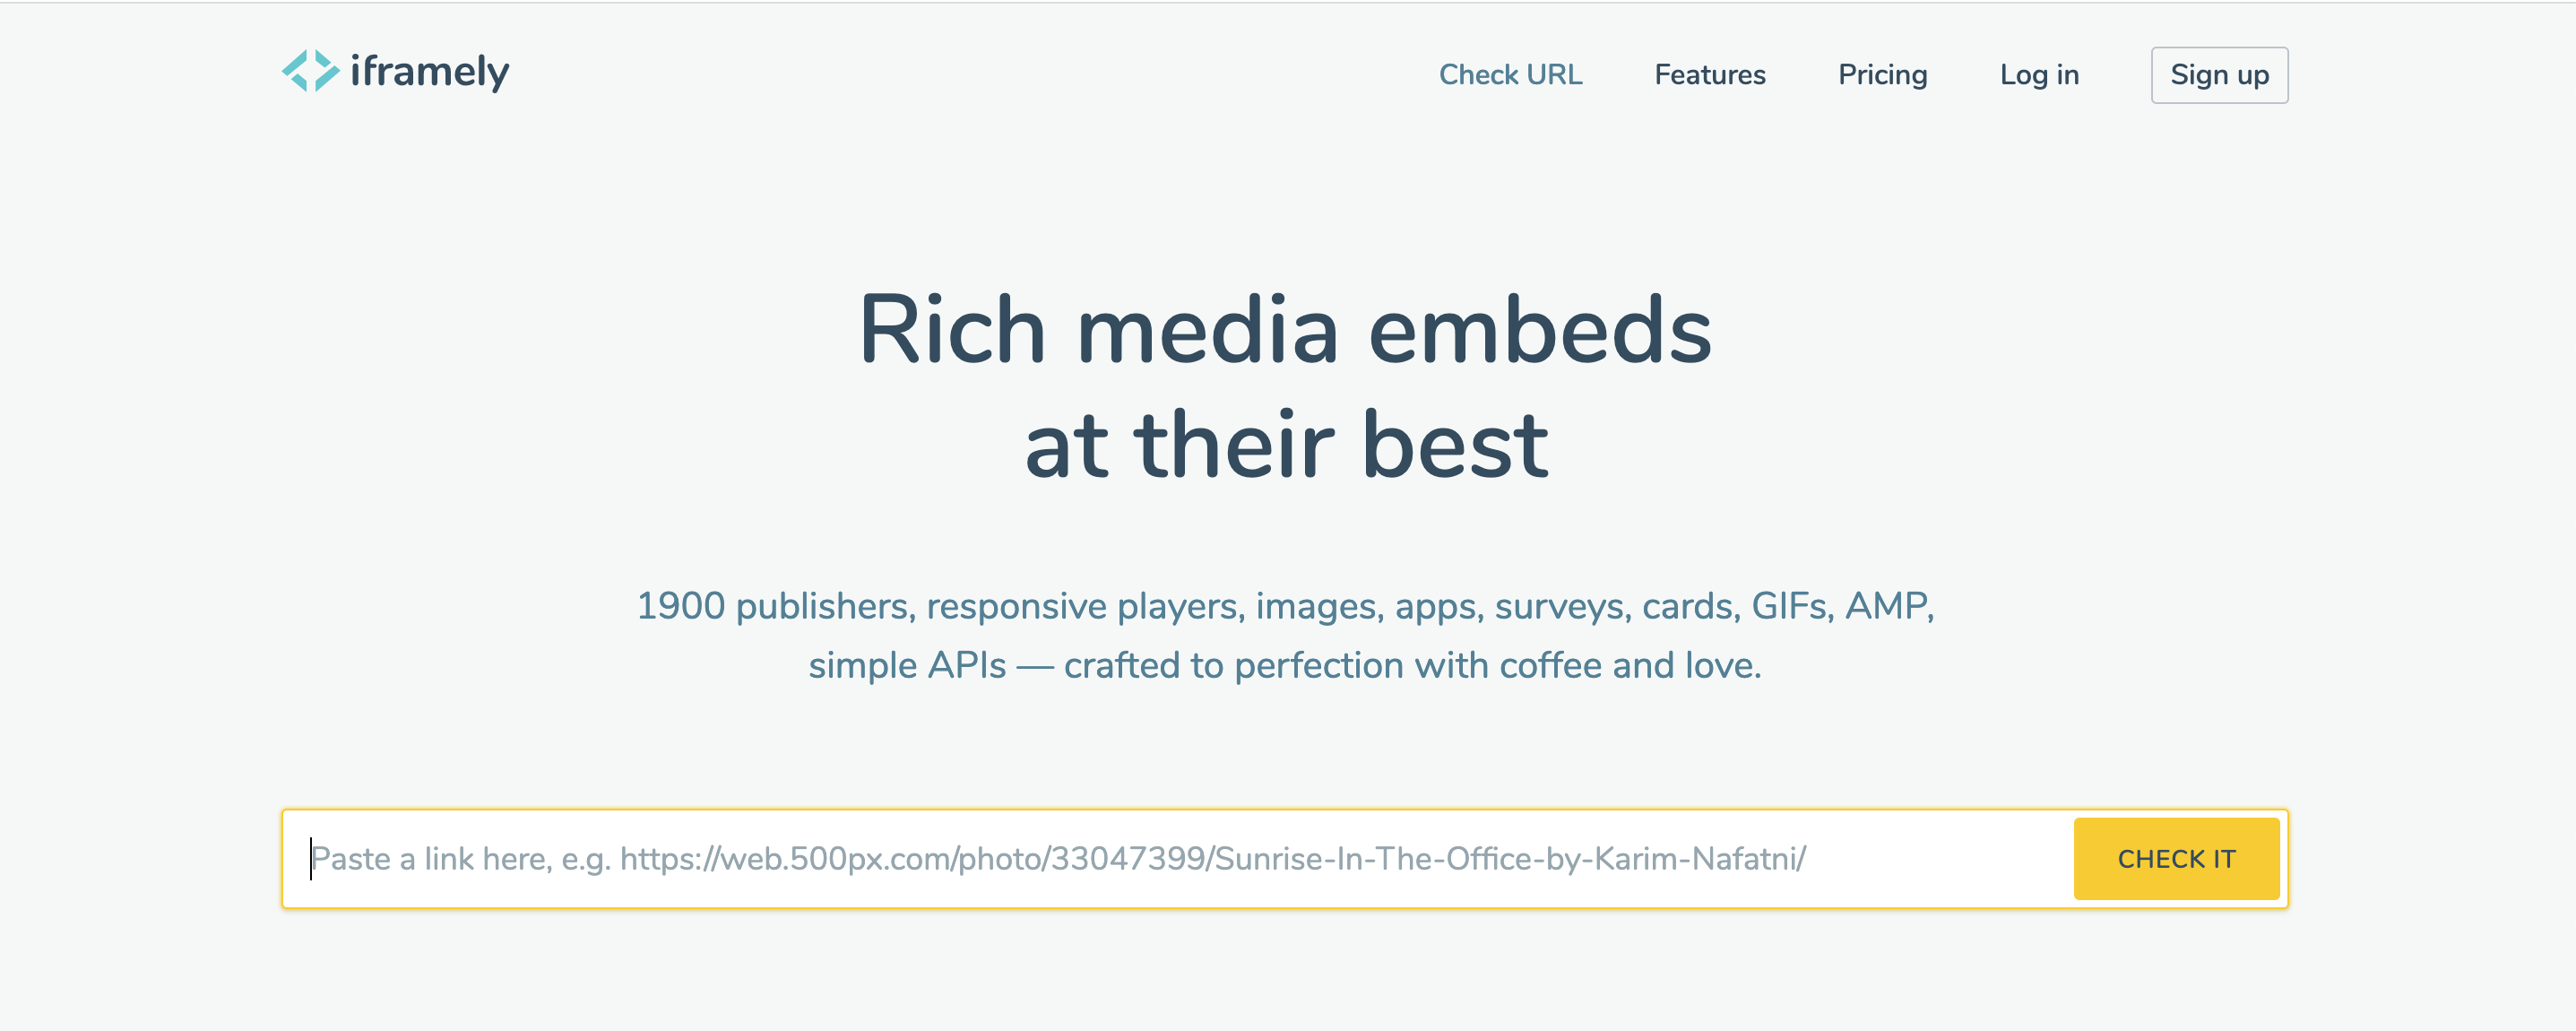 iframely
Check URL
Features
Pricing
Log in
Sign up
Rich media embeds
at their best
1900 publishers, responsive players, images, apps, surveys, cards, GIFs, AMP,
simple APIs — crafted to perfection with coffee and love.
Paste a link here, e.g. https://web.500px.com/photo/33047399/Sunrise-In-The-Office-by-Karim-Nafatni/
CHECK IT